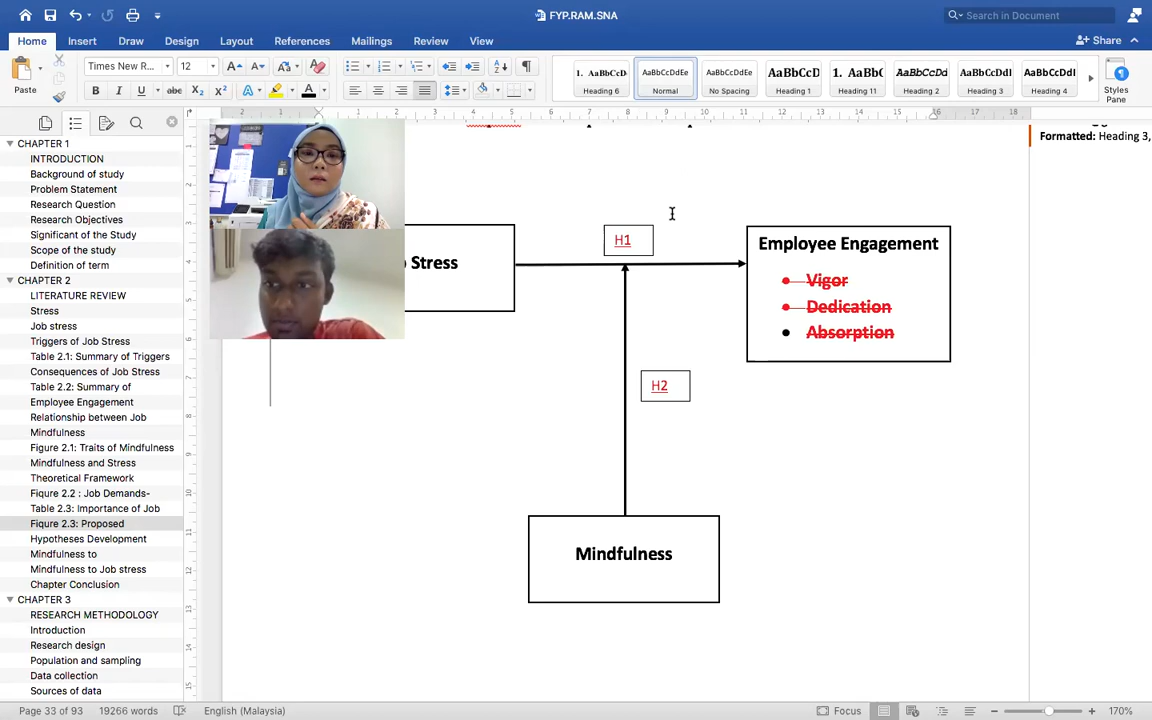 FYP.RAM.SNA
Search in Document
Home Insert Draw Design Layout References Mailings Review View
Share
Paste
Times New R...
12
AaBbCcDdEe
AaBbCcDdEe
Heading 6
Normal
No Spacing
Heading 1
Heading 11
Heading 2
Heading 3
Heading 4
Styles
Pane
CHAPTER 1
INTRODUCTION
Background of study
Problem Statement
Research Question
Research Objectives
Significant of the Study
Scope of the study
Definition of term
CHAPTER 2
LITERATURE REVIEW
Stress
Job stress
Triggers of Job Stress
Table 2.1: Summary of Triggers
Consequences of Job Stress
Table 2.2: Summary of
Employee Engagement
Relationship between Job
Mindfulness
Figure 2.1: Traits of Mindfulness
Mindfulness and Stress
Theoretical Framework
Figure 2.2 : Job Demands-
Table 2.3: Importance of Job
Figure 2.3: Proposed
Hypotheses Development
Mindfulness to
Mindfulness to Job stress
Chapter Conclusion
CHAPTER 3
RESEARCH METHODOLOGY
Introduction
Research design
Population and sampling
Data collection
Sources of data
Formatted: Heading 3,
Stress
H1
Employee Engagement
Vigor
Dedication
Absorption
H2
Mindfulness
Page 33 of 93
19266 words
English (Malaysia)
Focus
170%